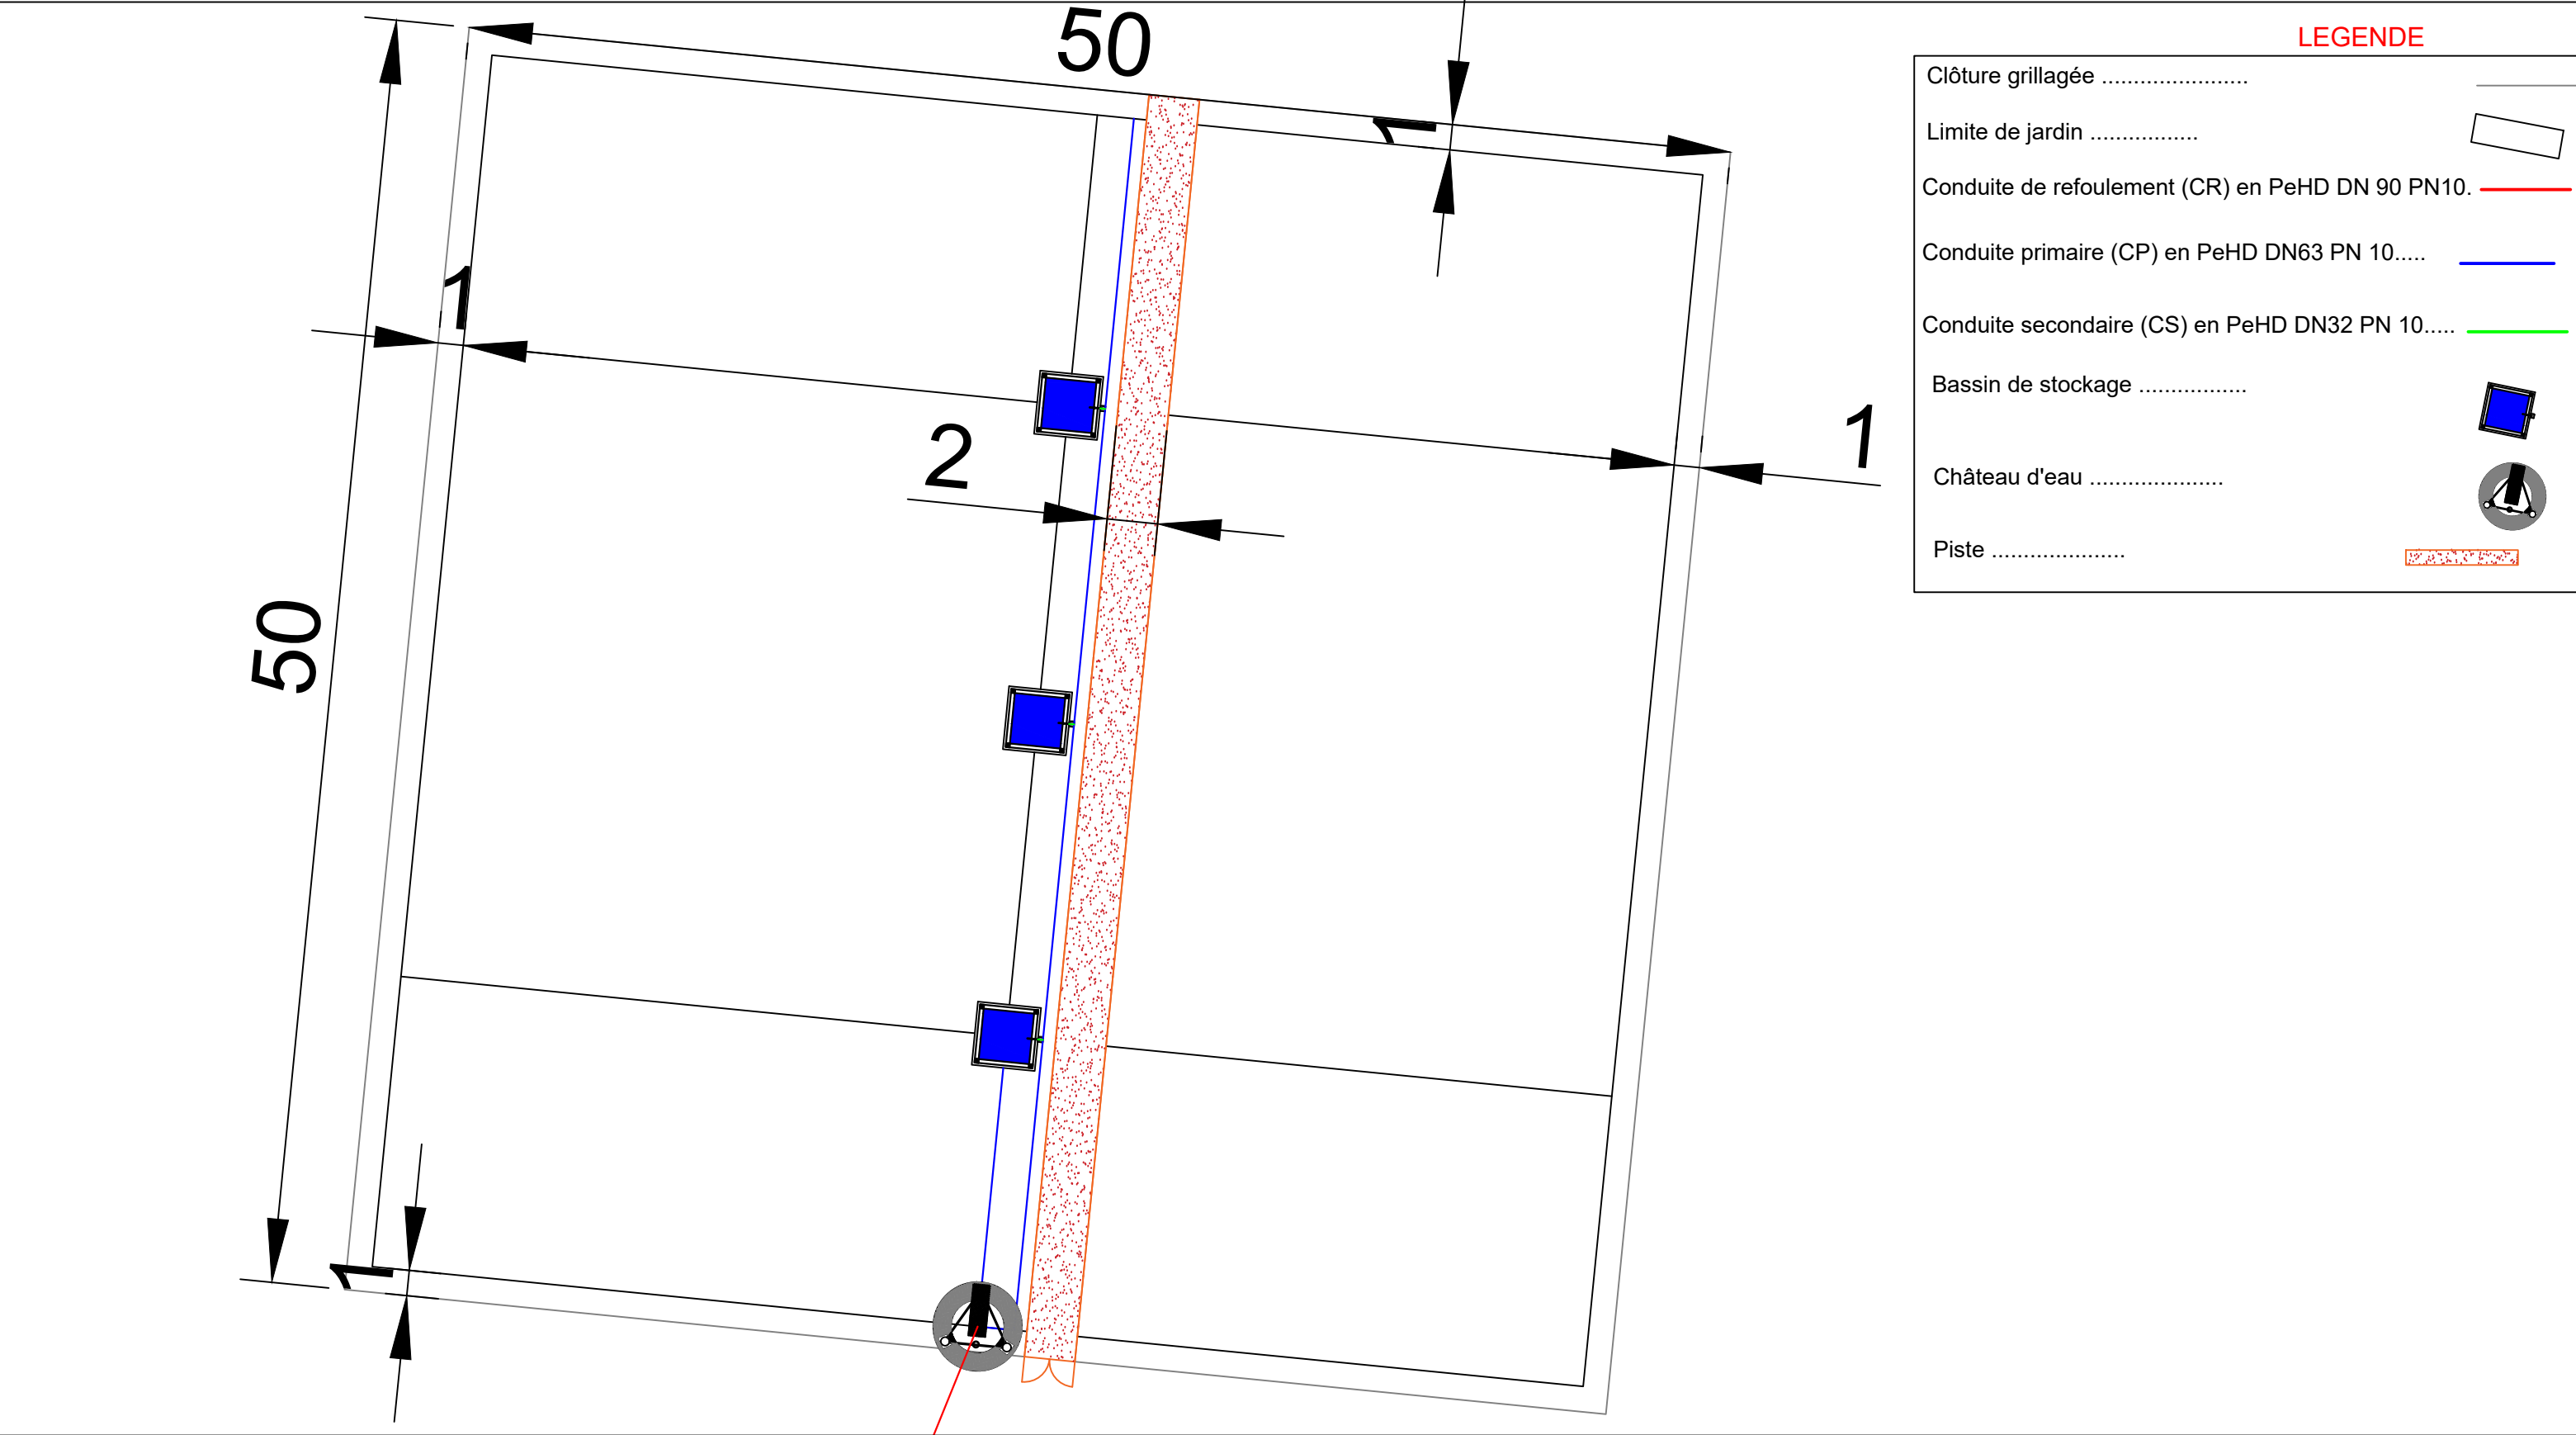 50
1
1
1
2
50
1
LEGENDE
Clôture grillagée .......................
Limite de jardin .................
Conduite de refoulement (CR) en PeHD DN 90 PN10.
Conduite primaire (CP) en PeHD DN63 PN 10.....
Conduite secondaire (CS) en PeHD DN32 PN 10.....
Bassin de stockage .................
Château d'eau .....................
Piste .....................